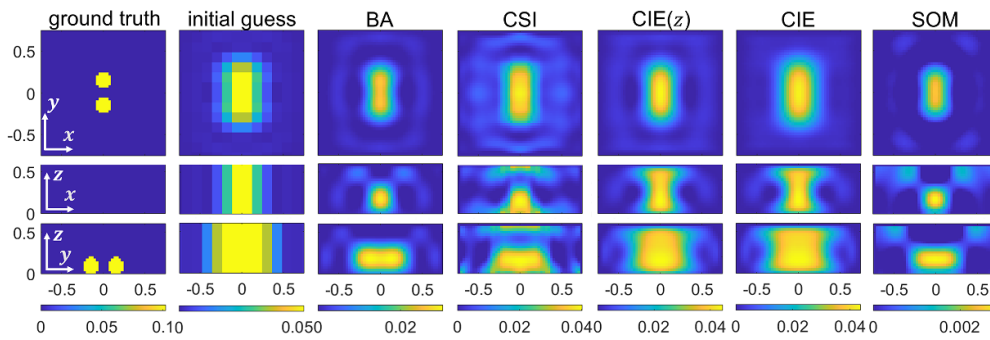 ground truth initial guess BA CSI CIE(z) CIE SOM
0.5
0
y
-0.5
x
0.5
z
x
0
0.5
z
y
0
-0.5 0 0.5 -0.5 0 0.5 -0.5 0 0.5 -0.5 0 0.5 -0.5 0 0.5 -0.5 0 0.5
0 0.05 0.10 0.050 0.02 0 0.02 0.040 0.02 0.04 0 0.02 0.04 0 0.002